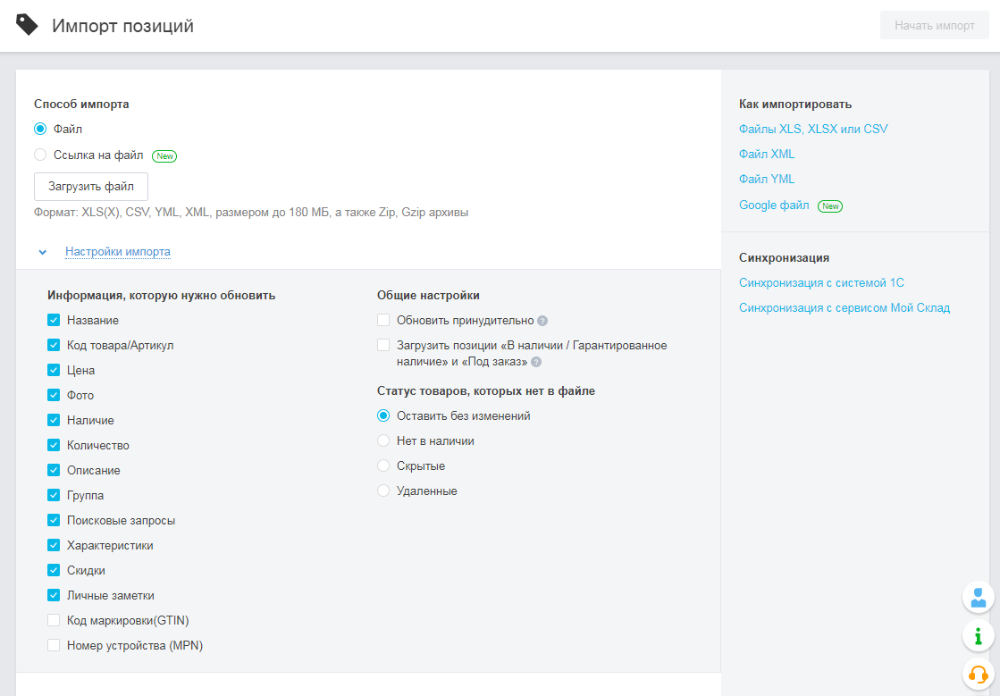 Импорт позиций
Начать импорт
Способ импорта
Файл
Ссылка на файл New
Загрузить файл
Формат: XLS(X), CSV, YML, XML, размером до 180 МБ, а также Zip, Gzip архивы
Настройки импорта
Информация, которую нужно обновить
Название
Код товара/Артикул
Цена
Фото
Наличие
Количество
Описание
Группа
Поисковые запросы
Характеристики
Скидки
Личные заметки
Код маркировки(GTIN)
Номер устройства (MPN)
Общие настройки
Обновить принудительно ?
Загрузить позиции «В наличии / Гарантированное
наличие» и «Под заказ» ?
Статус товаров, которых нет в файле
Оставить без изменений
Нет в наличии
Скрытые
Удаленные
Как импортировать
Файлы XLS, XLSX или CSV
Файл XML
Файл YML
Google файл New
Синхронизация
Синхронизация с системой 1С
Синхронизация с сервисом Мой Склад